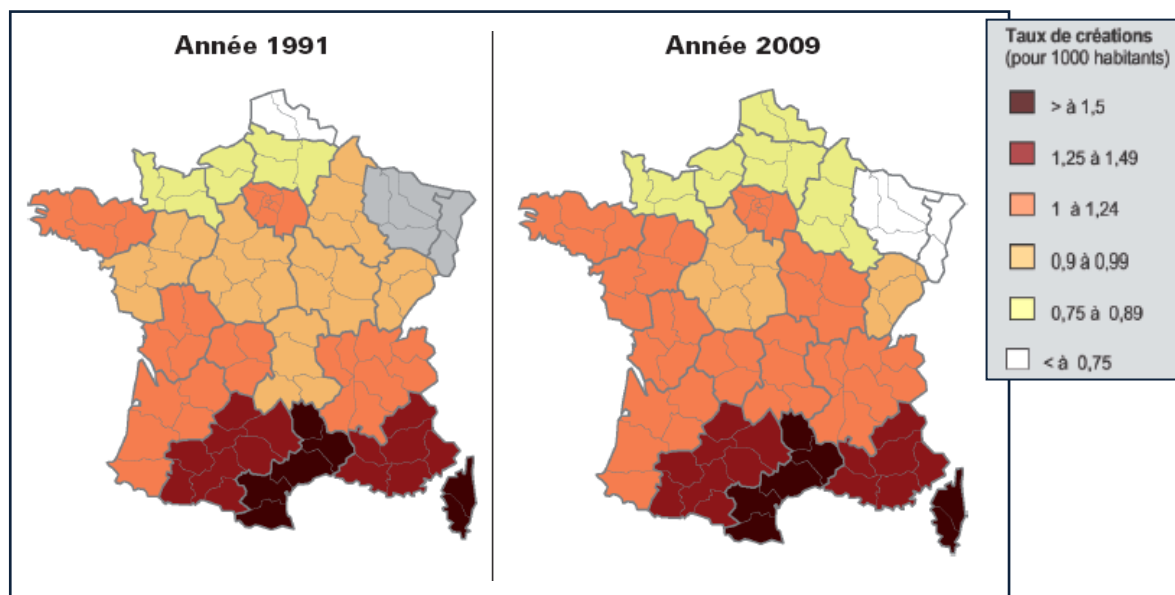 Année 1991
Année 2009
Taux de créations
(pour 1000 habitants)
> à 1,5
1,25 à 1,49
1 à 1,24
0,9 à 0,99
0,75 à 0,89
< à 0,75